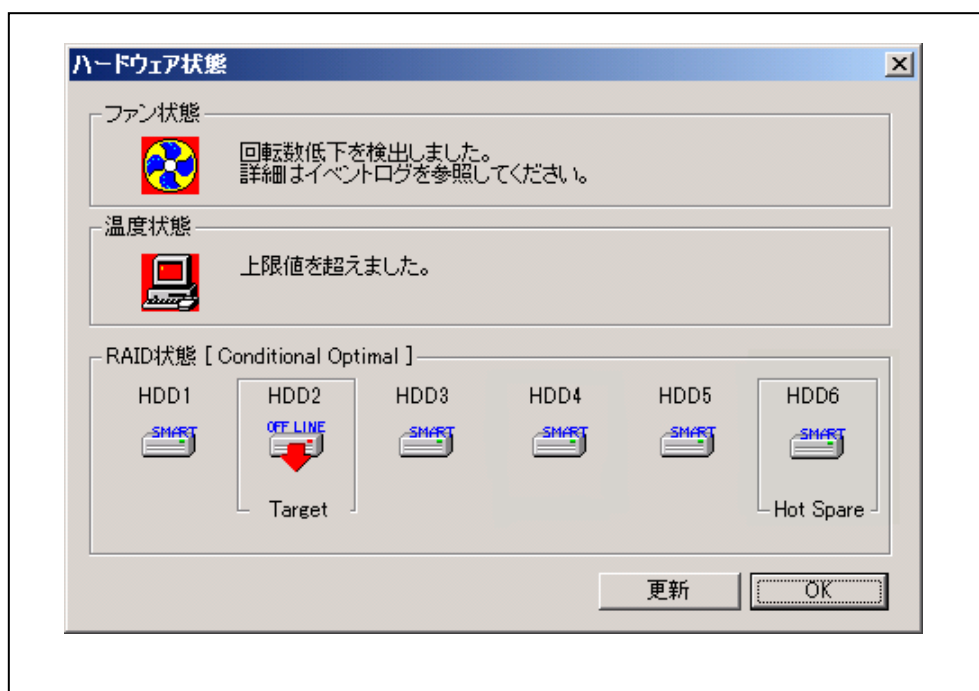 ハードウェア状態
ファン状態
回転数低下を検出しました。
詳細はイベントログを参照してください。
温度状態
上限値を超えました。
RAID状態 [ Conditional Optimal ]
HDD1 HDD2 HDD3 HDD4 HDD5 HDD6
SMART OFF LINE SMART SMART SMART SMART
Target Hot Spare
更新 OK